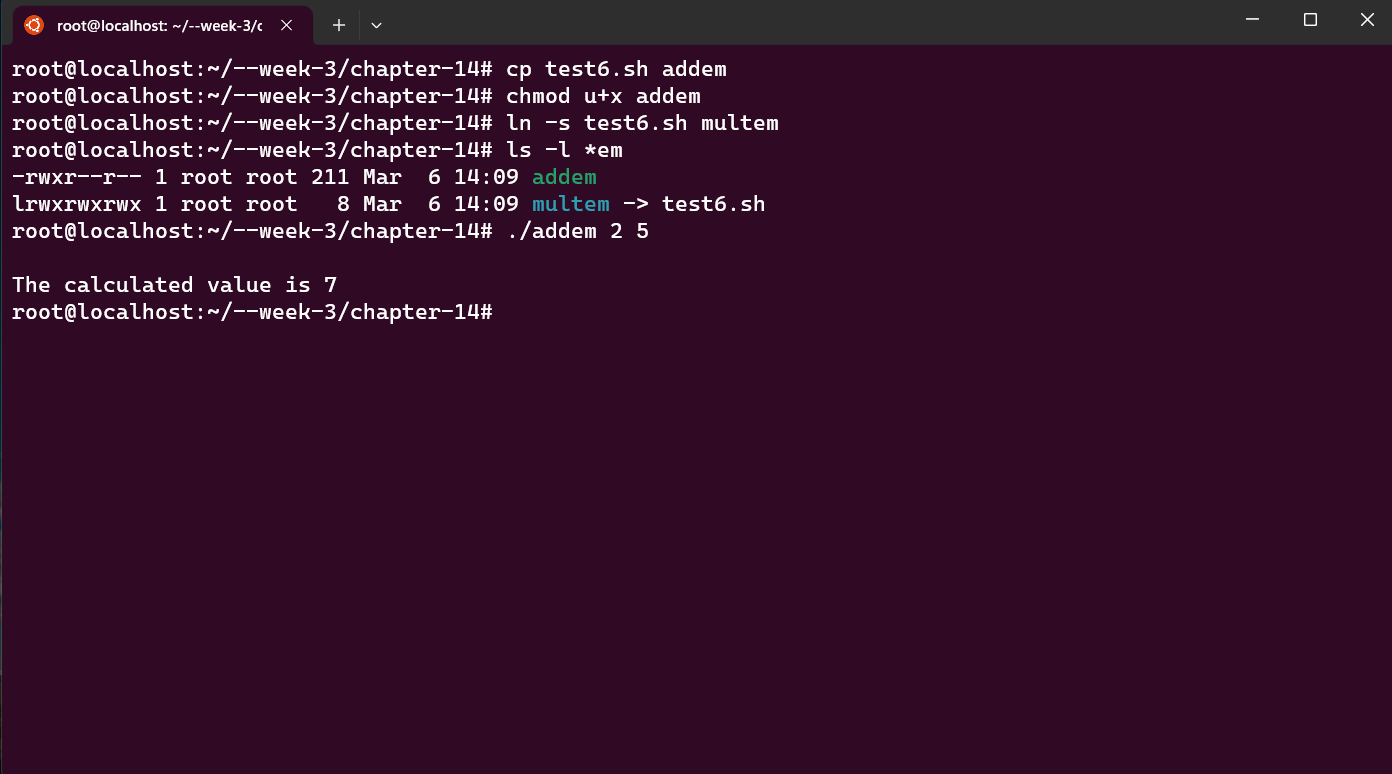 root@localhost: ~/--week-3/c
root@localhost:~/--week-3/chapter-14# cp test6.sh addem
root@localhost:~/--week-3/chapter-14# chmod u+x addem
root@localhost:~/--week-3/chapter-14# ln -s test6.sh multem
root@localhost:~/--week-3/chapter-14# ls -l *em
-rwxr--r-- 1 root root 211 Mar  6 14:09 addem
lrwxrwxrwx 1 root root   8 Mar  6 14:09 multem -> test6.sh
root@localhost:~/--week-3/chapter-14# ./addem 2 5
The calculated value is 7
root@localhost:~/--week-3/chapter-14#